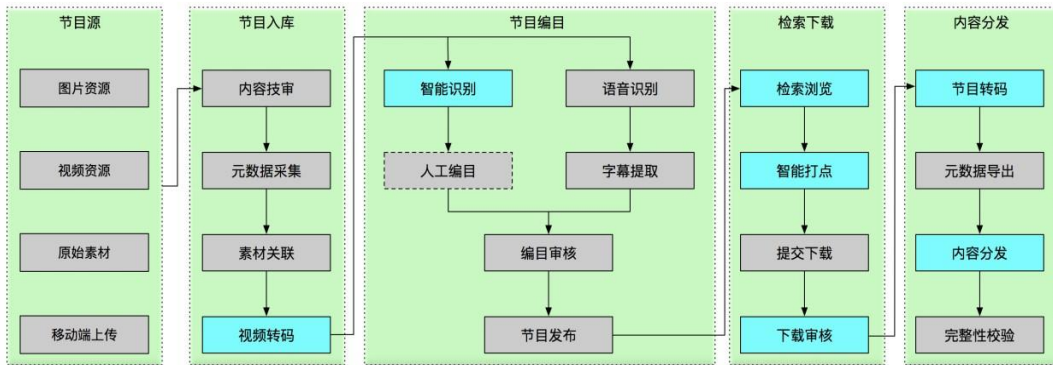 节目源
图片资源
视频资源
原始素材
移动端上传
节目入库
内容技审
元数据采集
素材关联
视频转码
节目编目
智能识别
语音识别
人工编目
字幕提取
编目审核
节目发布
检索下载
检索浏览
智能打点
提交下载
下载审核
内容分发
节目转码
元数据导出
内容分发
完整性校验